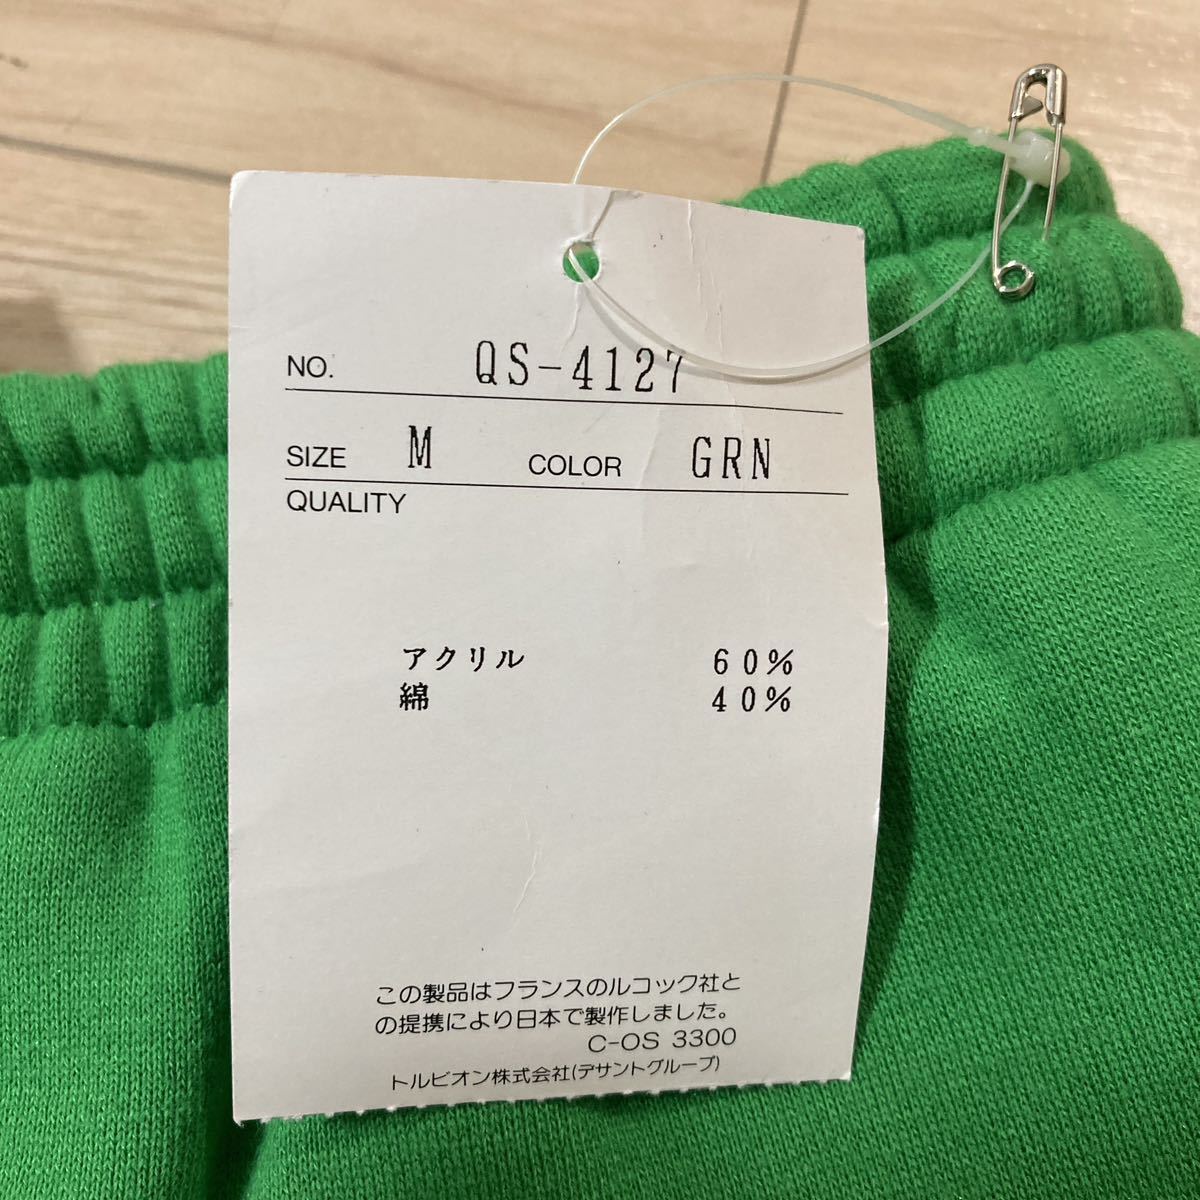 NO. QS-4127
SIZE M COLOR GRN
QUALITY
アクリル 60%
綿 40%
この製品はフランスのルコック社と
の提携により日本で製作しました。
C-OS 3300
トルビオン株式会社(デサントグループ)